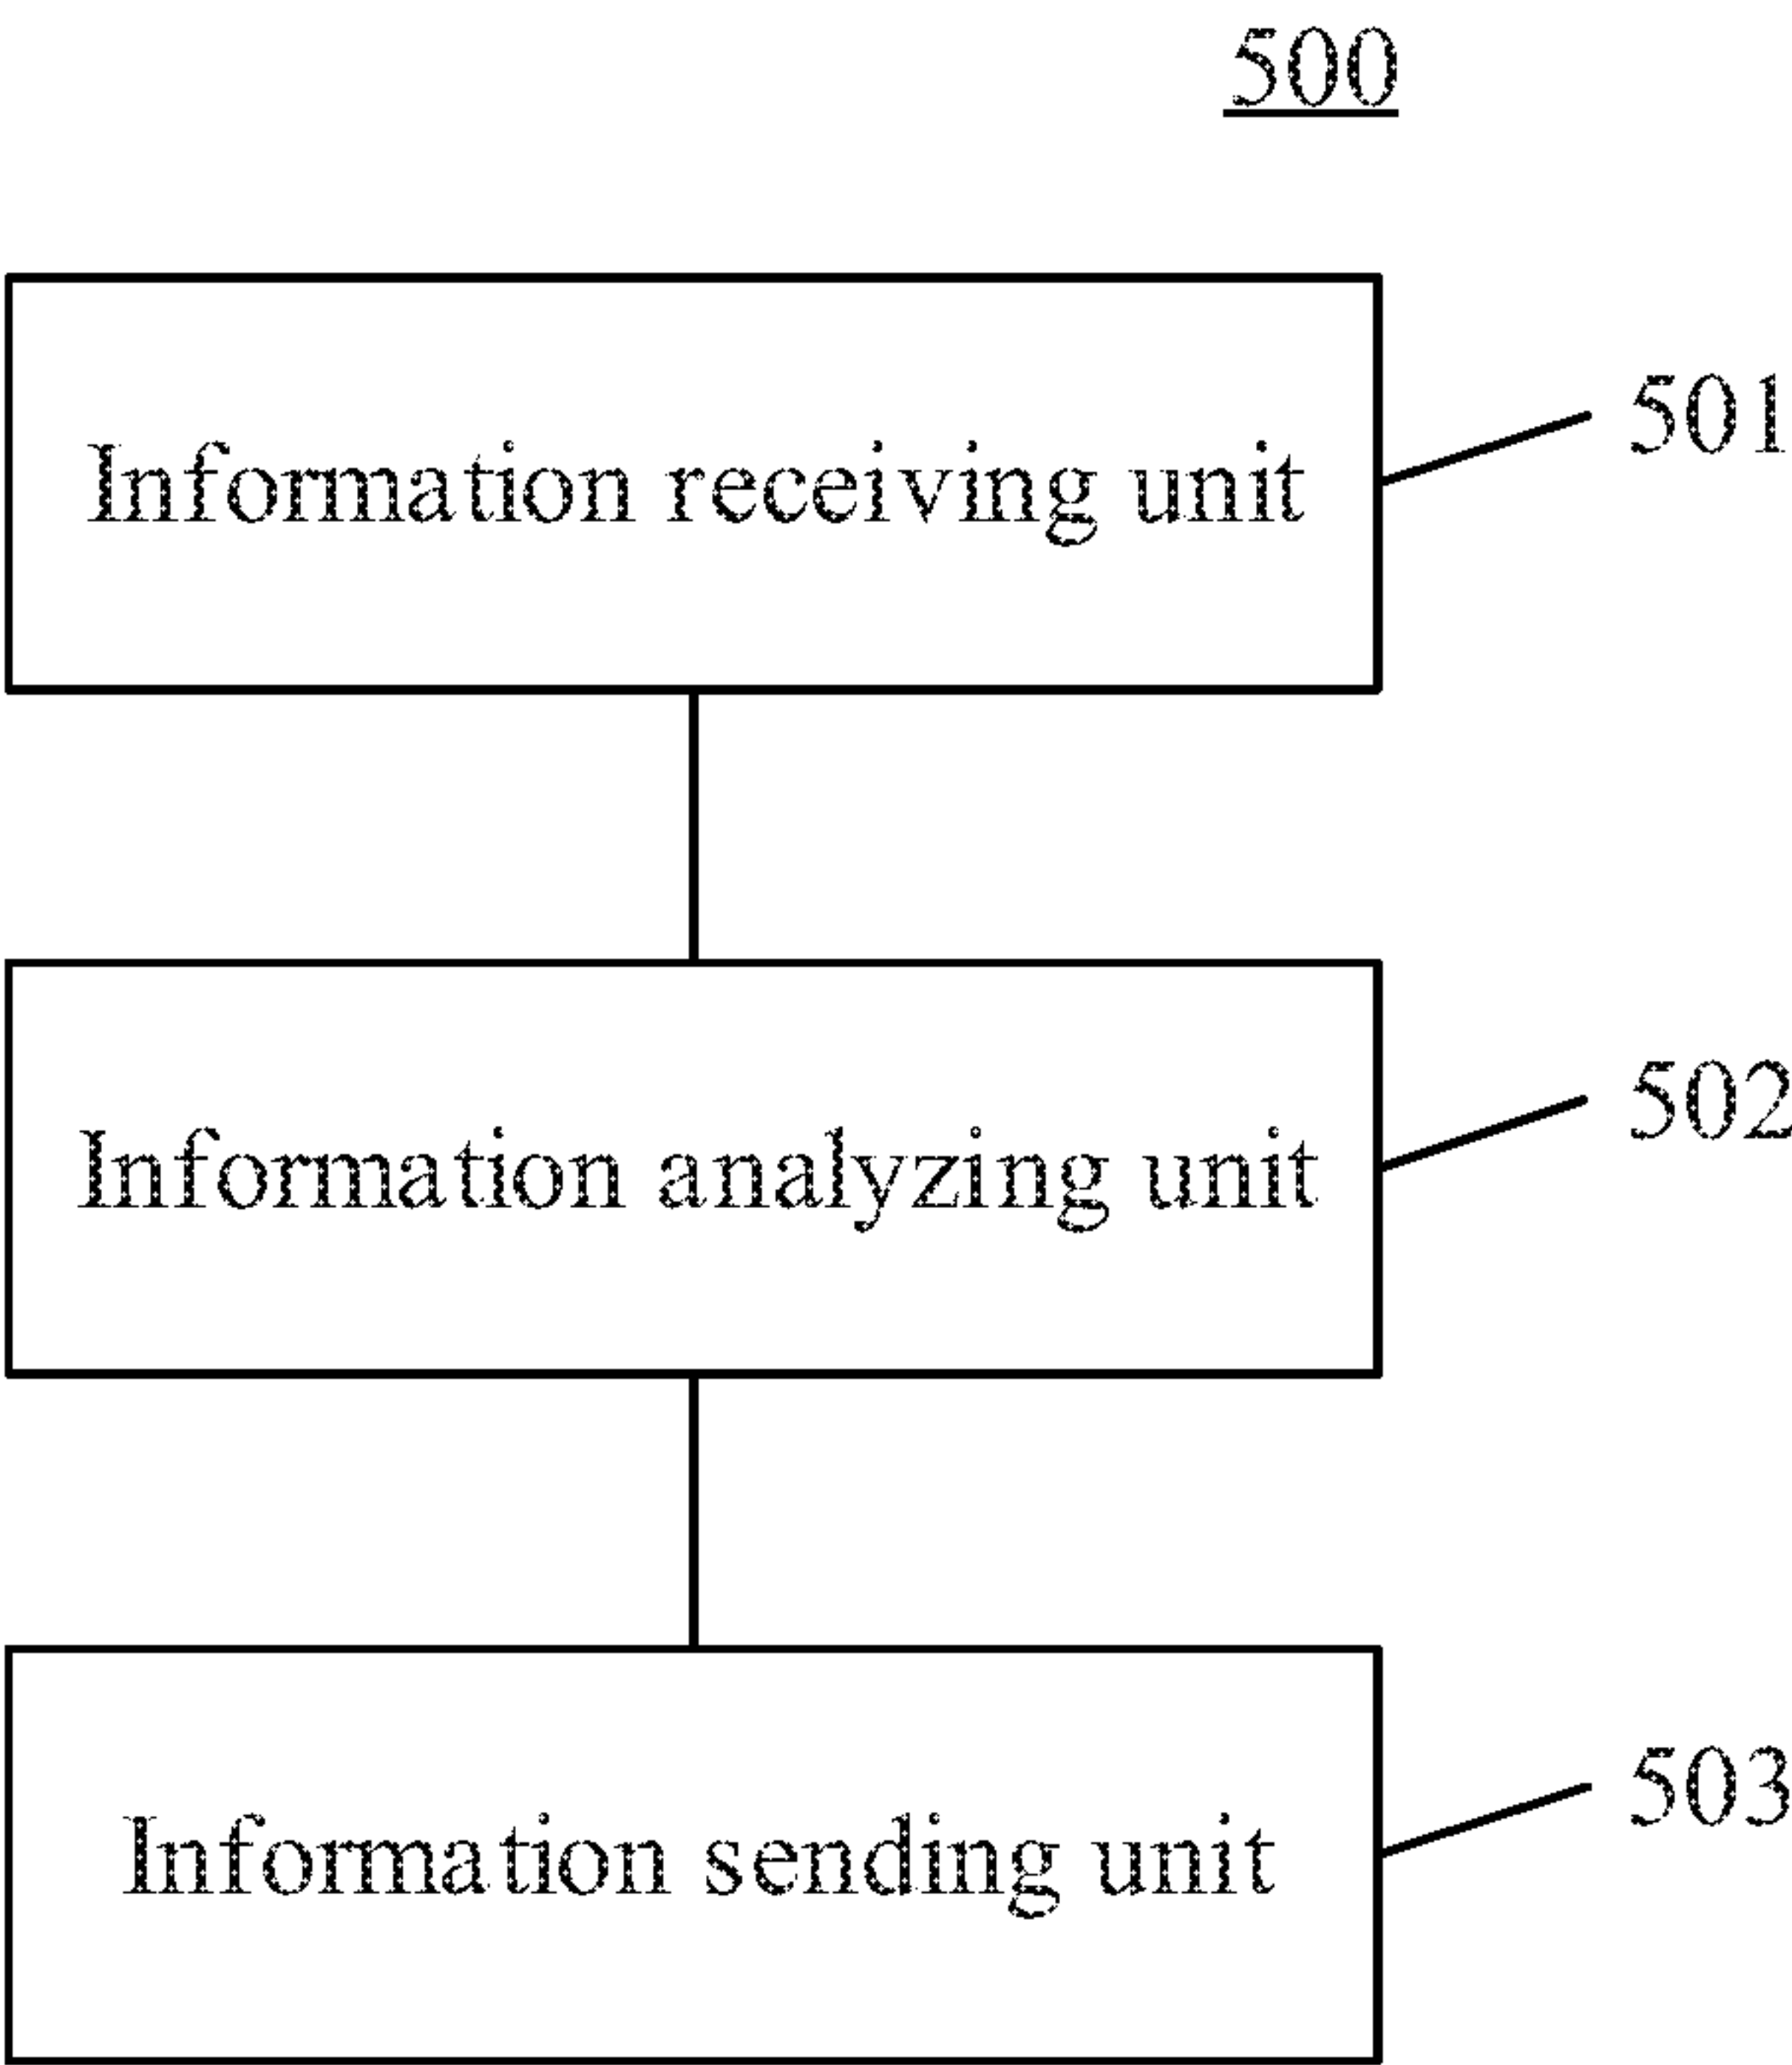 500
Information receiving unit
501
Information analyzing unit
502
Information sending unit
503